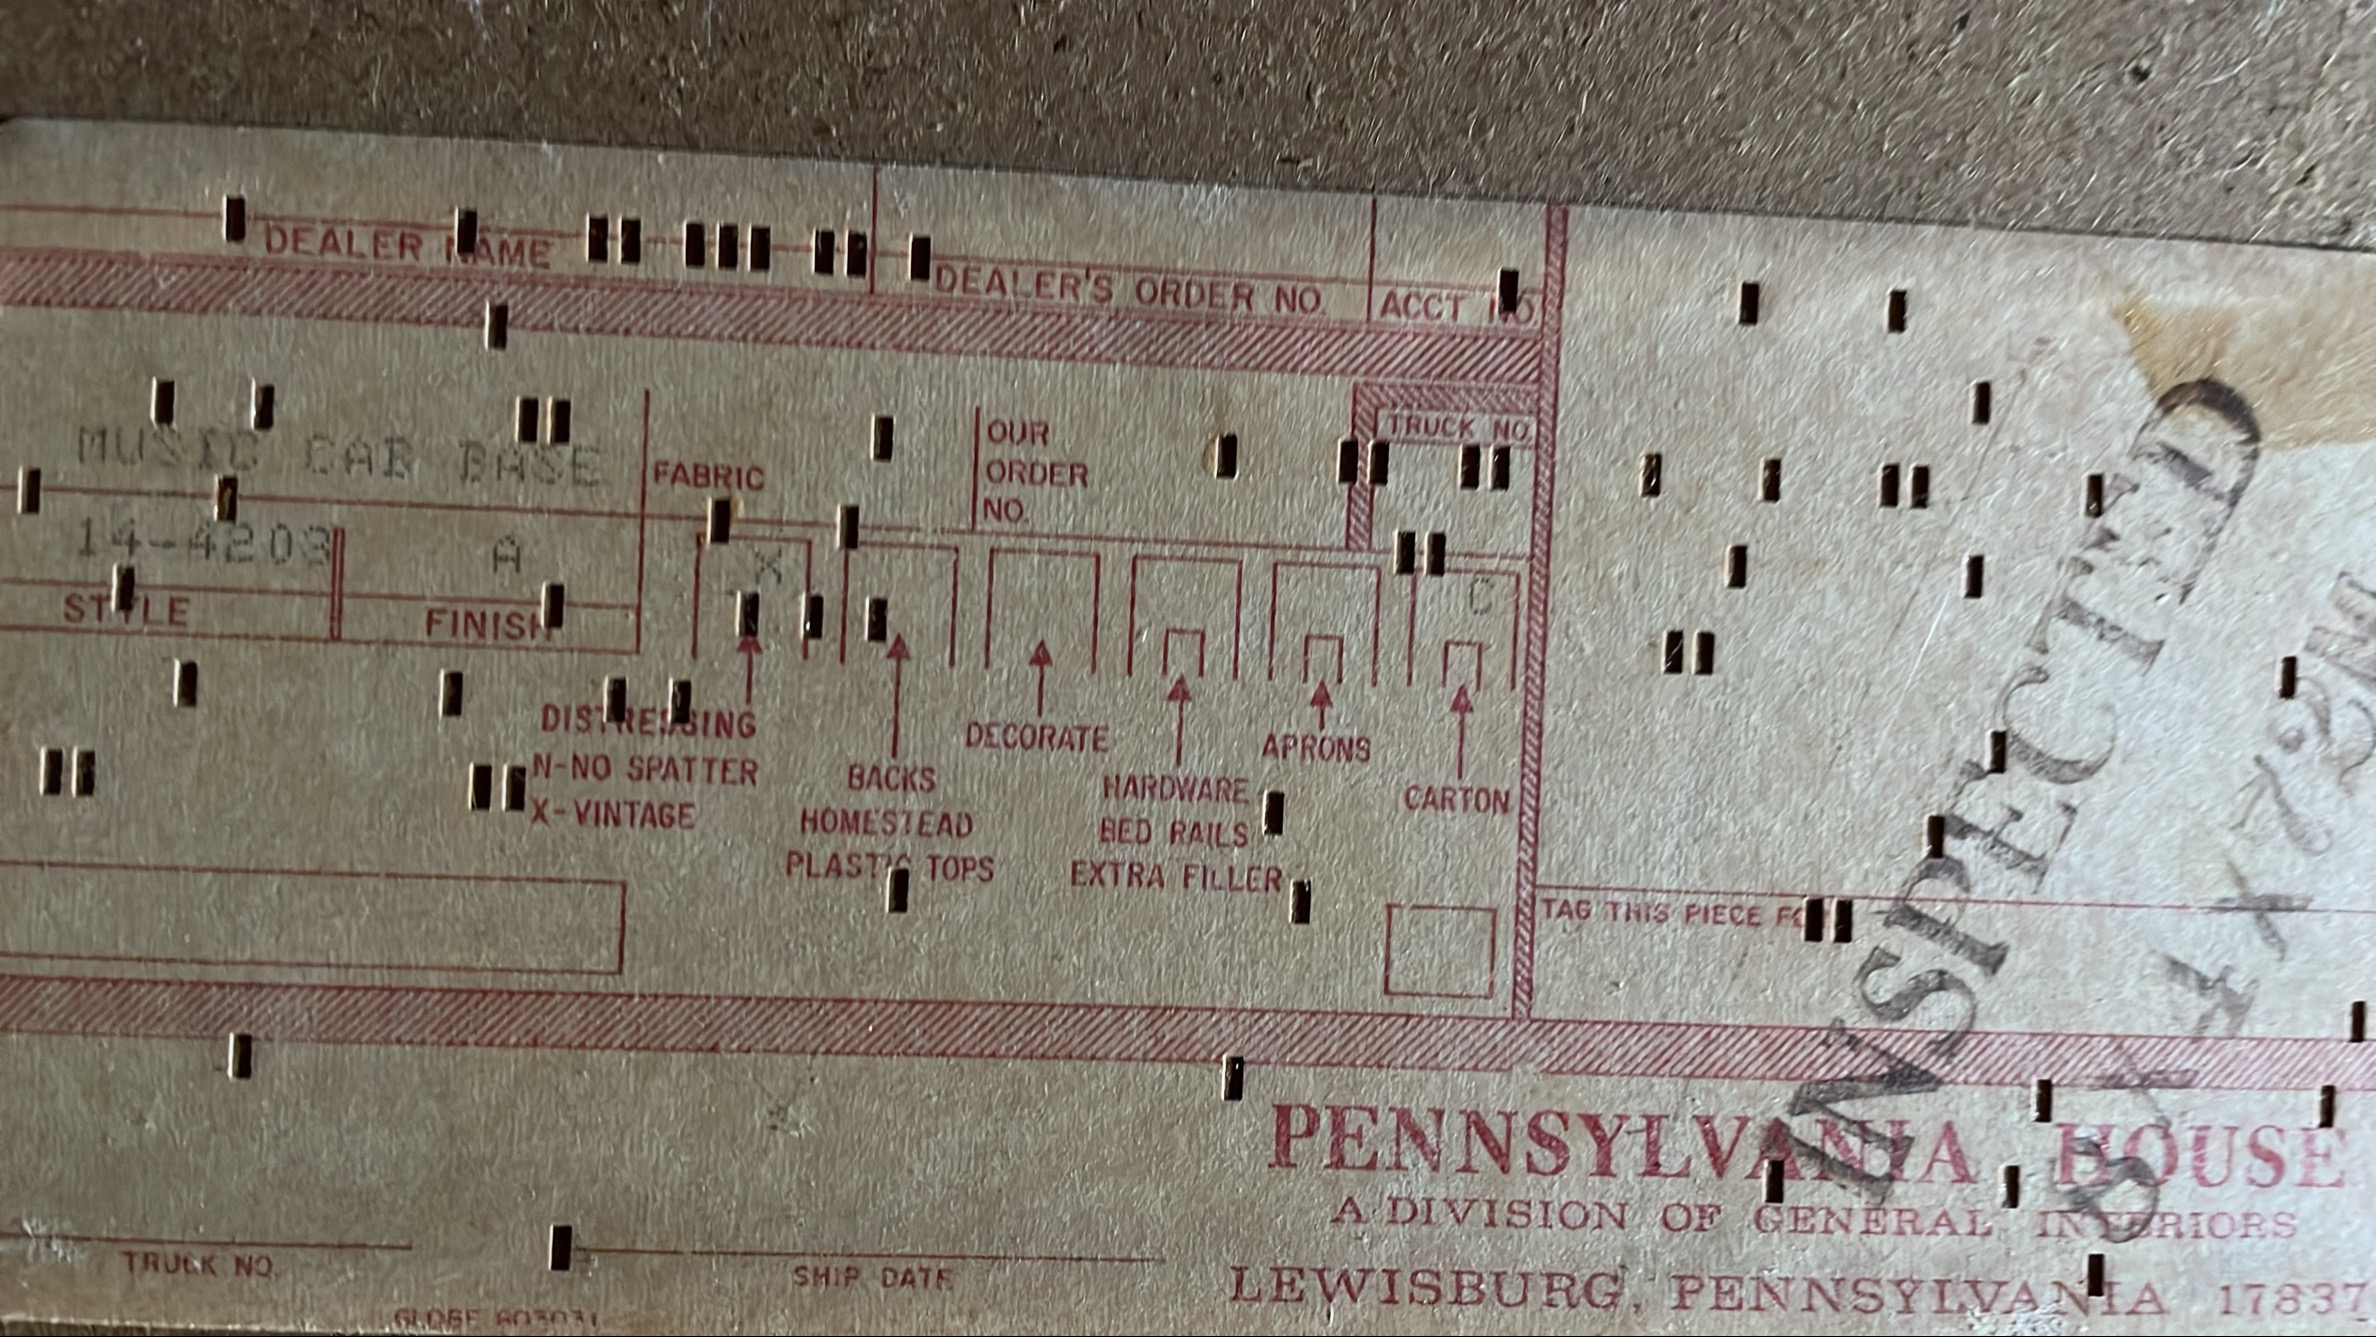 DEALER NAME
DEALER'S ORDER NO.
ACCT NO.
MUSIC CAB BASE
FABRIC
OUR
ORDER
NO.
TRUCK NO.
14-4203
A
X
C
STYLE
FINISH
DISTRESSING
N-NO SPATTER
X-VINTAGE
BACKS
HOMESTEAD
PLASTIC TOPS
DECORATE
HARDWARE
BED RAILS
EXTRA FILLER
APRONS
CARTON
TAG THIS PIECE FOR
INSPECTED
PENNSYLVANIA HOUSE
A DIVISION OF GENERAL INTERIORS
LEWISBURG, PENNSYLVANIA 17837
TRUCK NO.
SHIP DATE
GLOBE